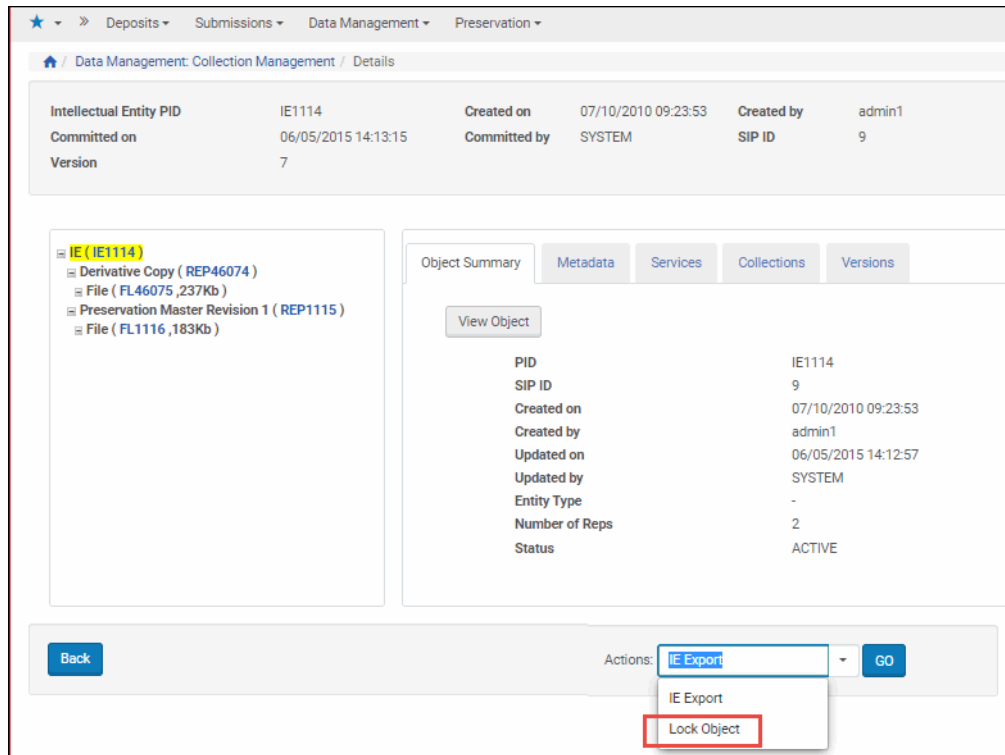 Deposits Submissions Data Management Preservation
/ Data Management: Collection Management / Details
Intellectual Entity PID IE1114 Created on 07/10/2010 09:23:53 Created by admin1
Committed on 06/05/2015 14:13:15 Committed by SYSTEM SIP ID 9
Version 7
IE ( IE1114 )
Derivative Copy ( REP46074 )
File ( FL46075 ,237Kb )
Preservation Master Revision 1 ( REP1115 )
File ( FL1116 ,183Kb )
Object Summary Metadata Services Collections Versions
View Object
PID IE1114
SIP ID 9
Created on 07/10/2010 09:23:53
Created by admin1
Updated on 06/05/2015 14:12:57
Updated by SYSTEM
Entity Type -
Number of Reps 2
Status ACTIVE
Back Actions: IE Export GO
IE Export
Lock Object